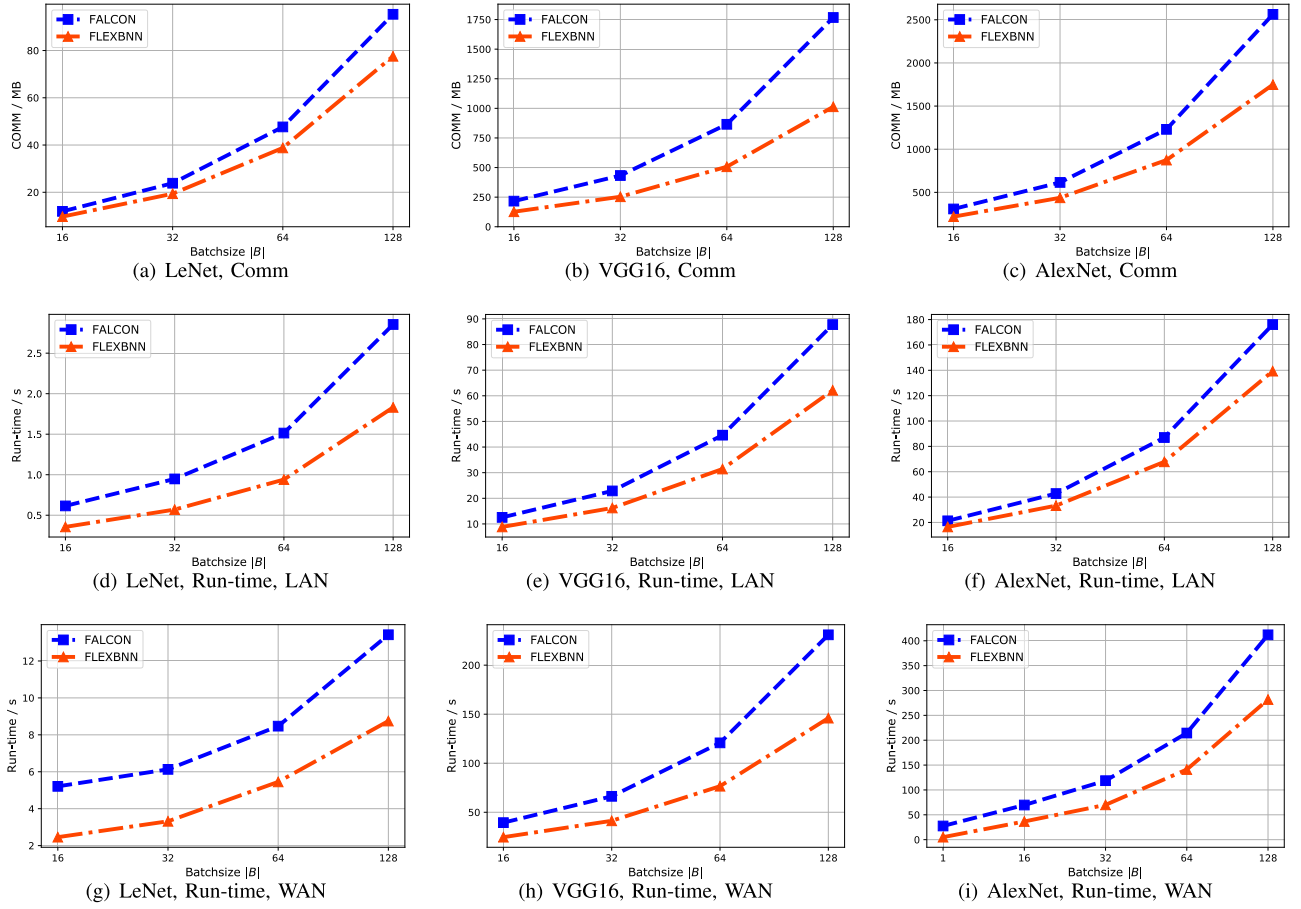 FALCON
FLEXBNN
COMM / MB
80
60
40
20
16 32 64 128
Batchsize |B|
(a) LeNet, Comm
FALCON
FLEXBNN
COMM / MB
1750
1500
1250
1000
750
500
250
0
16 32 64 128
Batchsize |B|
(b) VGG16, Comm
FALCON
FLEXBNN
COMM / MB
2500
2000
1500
1000
500
16 32 64 128
Batchsize |B|
(c) AlexNet, Comm
FALCON
FLEXBNN
Run-time / s
2.5
2.0
1.5
1.0
0.5
16 32 64 128
Batchsize |B|
(d) LeNet, Run-time, LAN
FALCON
FLEXBNN
Run-time / s
90
80
70
60
50
40
30
20
10
16 32 64 128
Batchsize |B|
(e) VGG16, Run-time, LAN
FALCON
FLEXBNN
Run-time / s
180
160
140
120
100
80
60
40
20
16 32 64 128
Batchsize |B|
(f) AlexNet, Run-time, LAN
FALCON
FLEXBNN
Run-time / s
12
10
8
6
4
2
16 32 64 128
Batchsize |B|
(g) LeNet, Run-time, WAN
FALCON
FLEXBNN
Run-time / s
200
150
100
50
16 32 64 128
Batchsize |B|
(h) VGG16, Run-time, WAN
FALCON
FLEXBNN
Run-time / s
400
350
300
250
200
150
100
50
0
1 16 32 64 128
Batchsize |B|
(i) AlexNet, Run-time, WAN